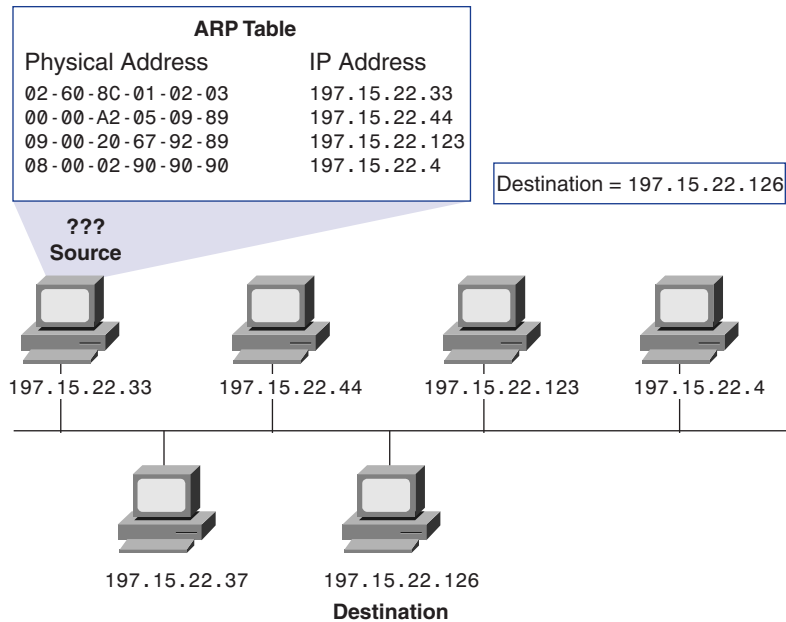 ARP Table
Physical Address IP Address
02-60-8C-01-02-03 197.15.22.33
00-00-A2-05-09-89 197.15.22.44
09-00-20-67-92-89 197.15.22.123
08-00-02-90-90-90 197.15.22.4
Destination = 197.15.22.126
???
Source
197.15.22.33 197.15.22.44 197.15.22.123 197.15.22.4
197.15.22.37 197.15.22.126
Destination